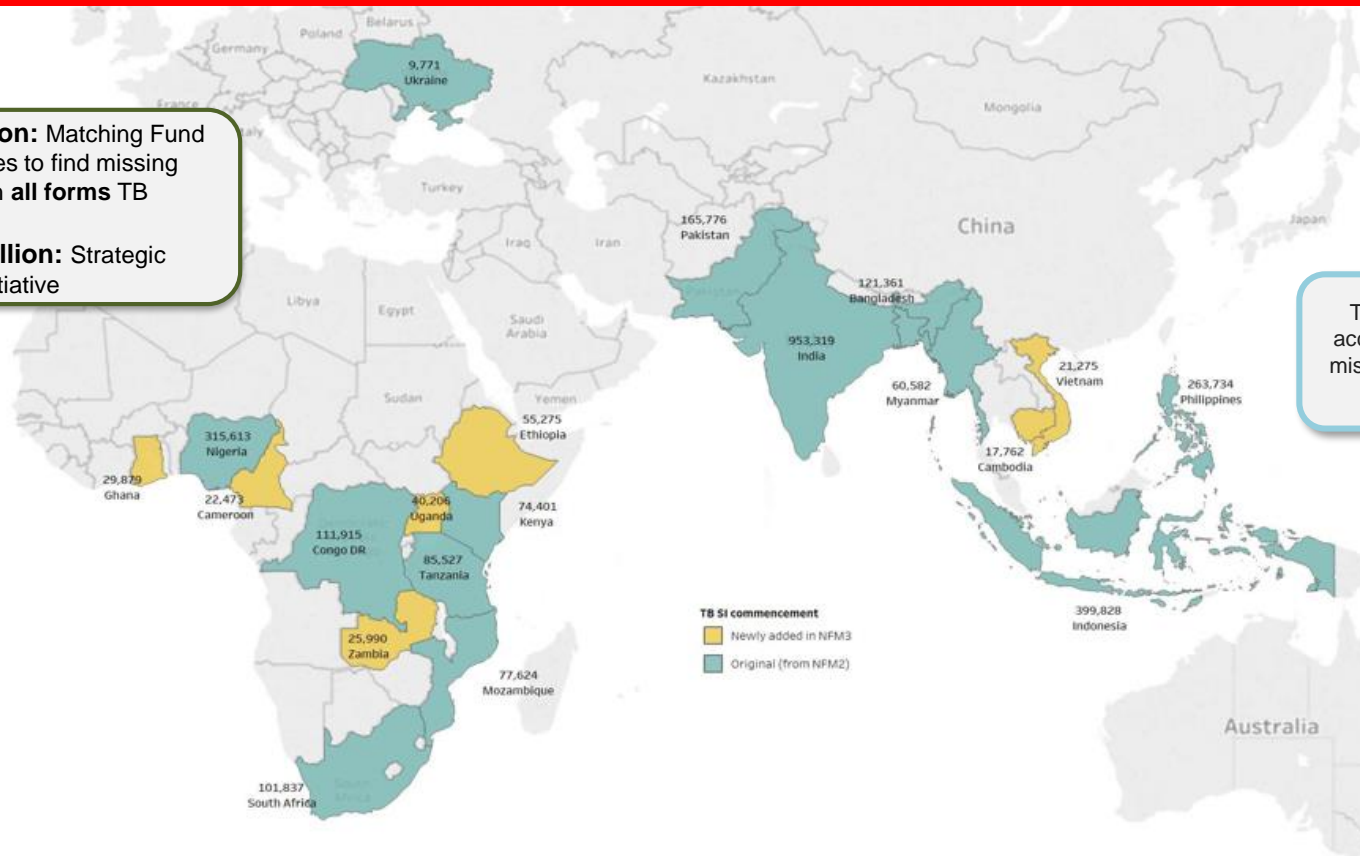 on: Matching Fund
es to find missing
n all forms TB
llion: Strategic
tiative
T
acc
mis
Belarus
Poland
Germany
France
Italy
9,771
Ukraine
Kazakhstan
Mongolia
Turkey
Iraq
Iran
China
Japan
165,776
Pakistan
Libya
Egypt
Saudi
Arabia
121,361
Bangladesh
953,319
India
60,582
Myanmar
21,275
Vietnam
263,734
Philippines
17,762
Cambodia
Sudan
Yemen
55,275
Ethiopia
315,613
Nigeria
29,879
Ghana
22,473
Cameroon
40,206
Uganda
74,401
Kenya
111,915
Congo DR
85,527
Tanzania
25,990
Zambia
77,624
Mozambique
101,837
South Africa
TB SI commencement
Newly added in NFM3
Original (from NFM2)
399,828
Indonesia
Australia